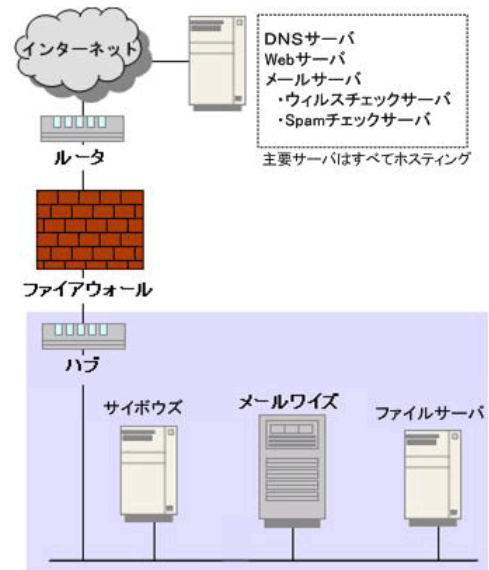 インターネット
DNSサーバ
Webサーバ
メールサーバ
・ウィルスチェックサーバ
・Spamチェックサーバ
主要サーバはすべてホスティング
ルータ
ファイアウォール
ハブ
サイボウズ
メールワイズ
ファイルサーバ